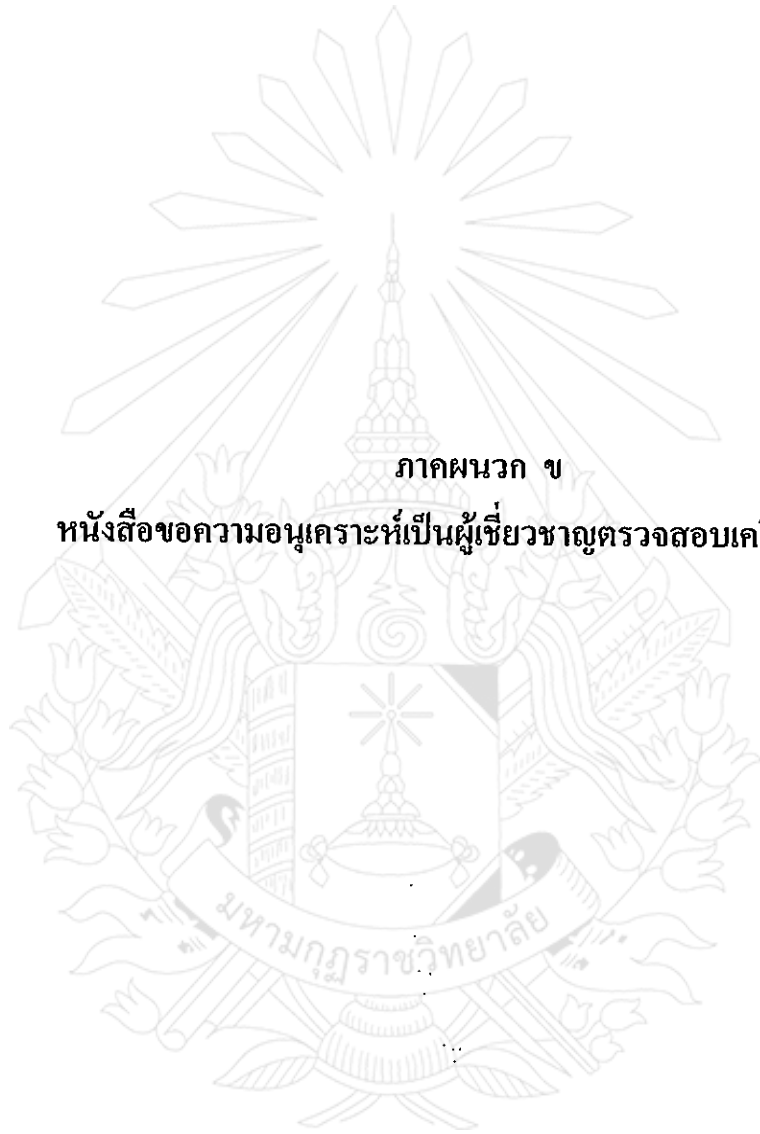 ภาคผนวก ข
หนังสือขอความอนุเคราะห์เป็นผู้เชี่ยวชาญตรวจสอบ
มหามกุฏราชวิทยาลัย